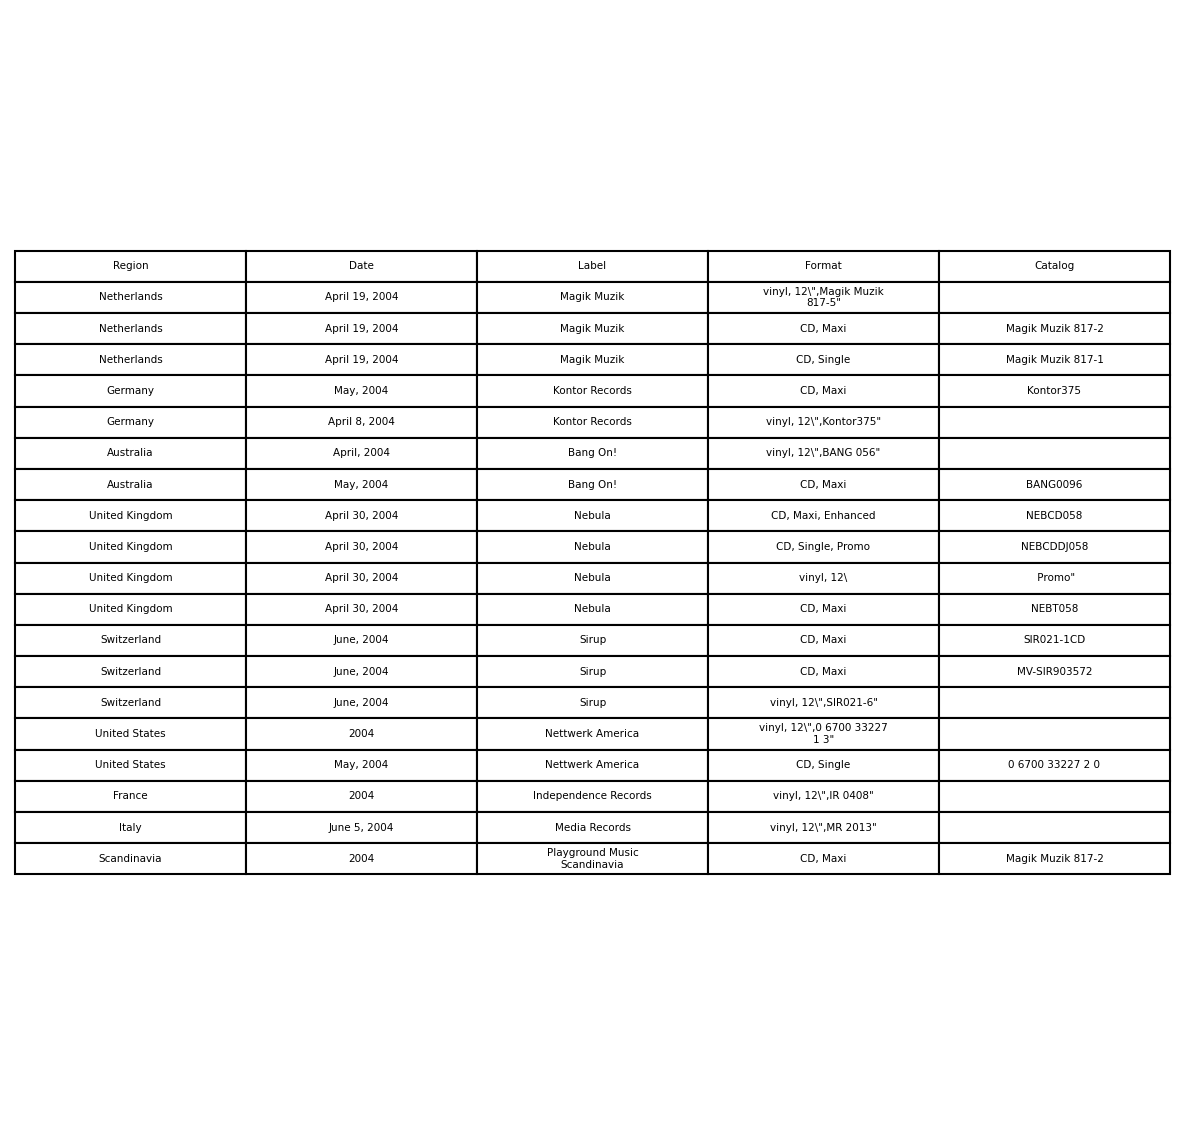 Region Date Label Format Catalog
Netherlands April 19, 2004 Magik Muzik vinyl, 12\",Magik Muzik
817-5"
Netherlands April 19, 2004 Magik Muzik CD, Maxi Magik Muzik 817-2
Netherlands April 19, 2004 Magik Muzik CD, Single Magik Muzik 817-1
Germany May, 2004 Kontor Records CD, Maxi Kontor375
Germany April 8, 2004 Kontor Records vinyl, 12\",Kontor375"
Australia April, 2004 Bang On! vinyl, 12\",BANG 056"
Australia May, 2004 Bang On! CD, Maxi BANG0096
United Kingdom April 30, 2004 Nebula CD, Maxi, Enhanced NEBCD058
United Kingdom April 30, 2004 Nebula CD, Single, Promo NEBCDDJ058
United Kingdom April 30, 2004 Nebula vinyl, 12\ Promo"
United Kingdom April 30, 2004 Nebula CD, Maxi NEBT058
Switzerland June, 2004 Sirup CD, Maxi SIR021-1CD
Switzerland June, 2004 Sirup CD, Maxi MV-SIR903572
Switzerland June, 2004 Sirup vinyl, 12\",SIR021-6"
United States 2004 Nettwerk America vinyl, 12\",0 6700 33227
1 3"
United States May, 2004 Nettwerk America CD, Single 0 6700 33227 2 0
France 2004 Independence Records vinyl, 12\",IR 0408"
Italy June 5, 2004 Media Records vinyl, 12\",MR 2013"
Scandinavia 2004 Playground Music
Scandinavia CD, Maxi Magik Muzik 817-2